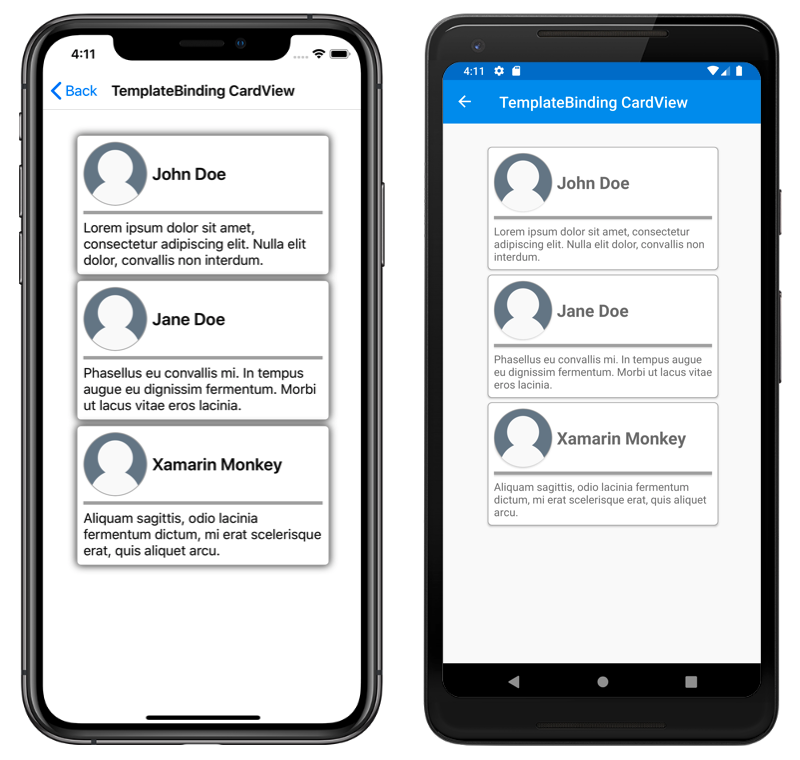 4:11
Back TemplateBinding CardView
John Doe
Lorem ipsum dolor sit amet,
consectetur adipiscing elit. Nulla elit
dolor, convallis non interdum.
Jane Doe
Phasellus eu convallis mi. In tempus
augue eu dignissim fermentum. Morbi
ut lacus vitae eros lacinia.
Xamarin Monkey
Aliquam sagittis, odio lacinia
fermentum dictum, mi erat scelerisque
erat, quis aliquet arcu.
4:11
TemplateBinding CardView
John Doe
Lorem ipsum dolor sit amet, consectetur
adipiscing elit. Nulla elit dolor, convallis non
interdum.
Jane Doe
Phasellus eu convallis mi. In tempus augue
eu dignissim fermentum. Morbi ut lacus vitae
eros lacinia.
Xamarin Monkey
Aliquam sagittis, odio lacinia fermentum
dictum, mi erat scelerisque erat, quis aliquet
arcu.